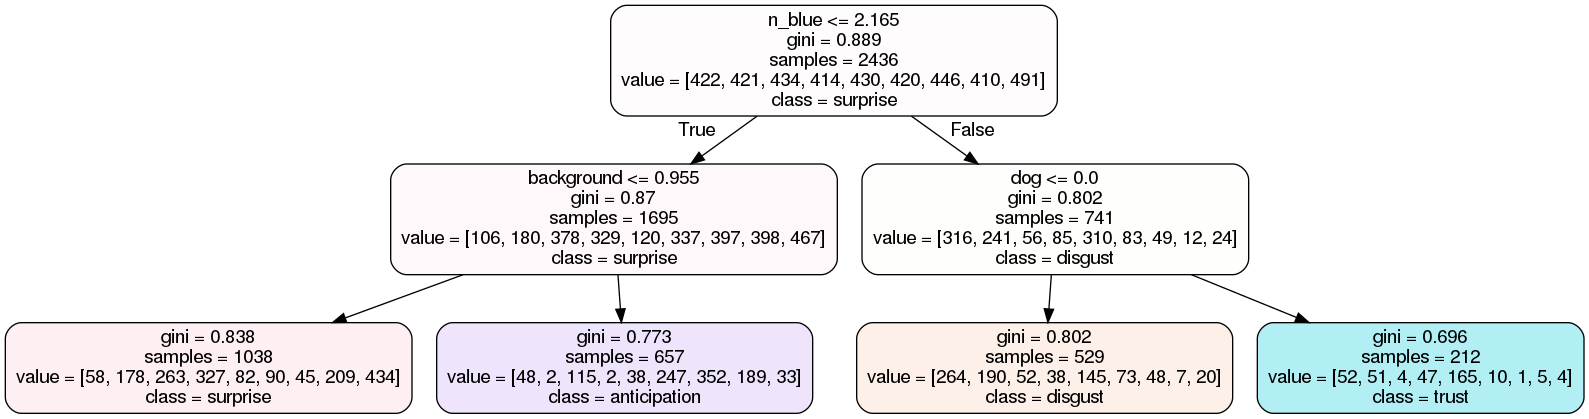 n_blue <= 2.165
gini = 0.889
samples = 2436
value = [422, 421, 434, 414, 430, 420, 446, 410, 491]
class = surprise
True
False
background <= 0.955
gini = 0.87
samples = 1695
value = [106, 180, 378, 329, 120, 337, 397, 398, 467]
class = surprise
dog <= 0.0
gini = 0.802
samples = 741
value = [316, 241, 56, 85, 310, 83, 49, 12, 24]
class = disgust
gini = 0.838
samples = 1038
value = [58, 178, 263, 327, 82, 90, 45, 209, 434]
class = surprise
gini = 0.773
samples = 657
value = [48, 2, 115, 2, 38, 247, 352, 189, 33]
class = anticipation
gini = 0.802
samples = 529
value = [264, 190, 52, 38, 145, 73, 48, 7, 20]
class = disgust
gini = 0.696
samples = 212
value = [52, 51, 4, 47, 165, 10, 1, 5, 4]
class = trust